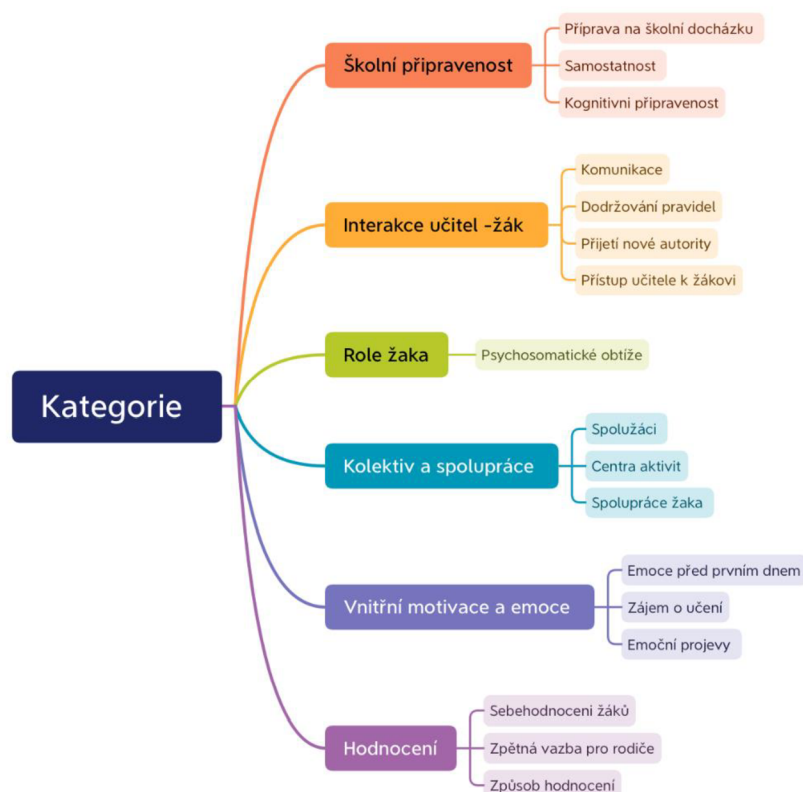 Kategorie
Školní připravenost
Příprava na školní docházku
Samostatnost
Kognitivni připravenost
Interakce učitel -žák
Komunikace
Dodržování pravidel
Přijetí nové autority
Přístup učitele k žákovi
Role žaka
Psychosomatické obtíže
Kolektiv a spolupráce
Spolužáci
Centra aktivit
Spolupráce žaka
Vnitřní motivace a emoce
Emoce před prvním dnem
Zájem o učení
Emoční projevy
Hodnocení
Sebehodnoceni žáků
Zpětná vazba pro rodiče
Způsob hodnocení